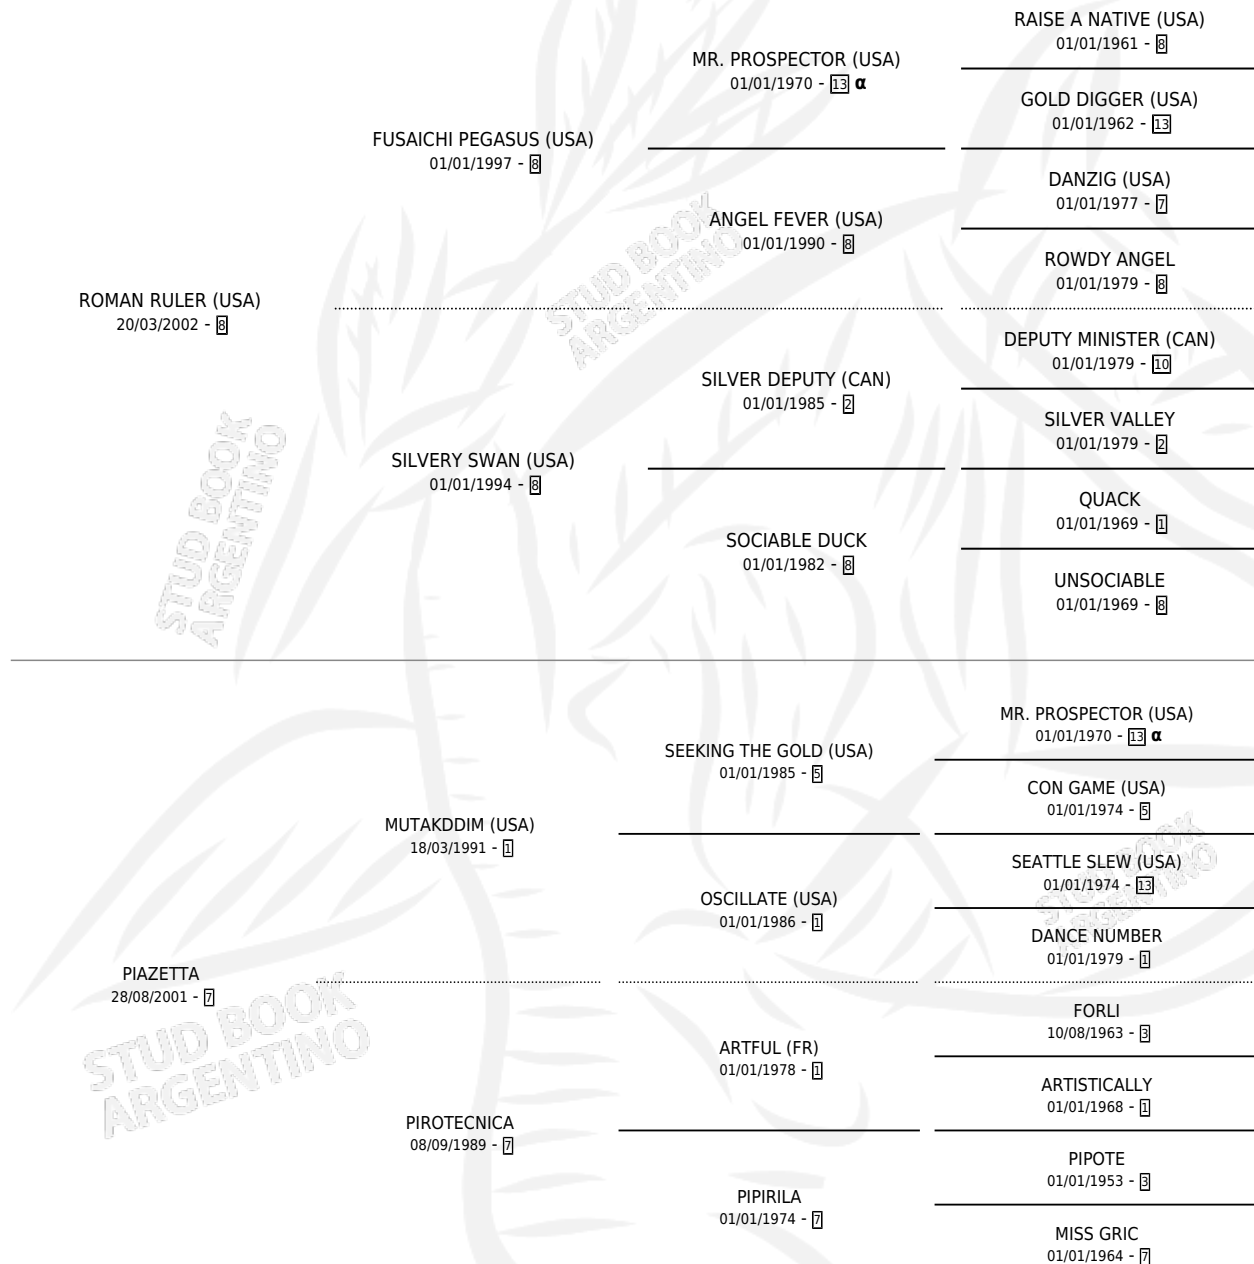 RAISE A NATIVE (USA)
01/01/1961 - 8
MR. PROSPECTOR (USA)
01/01/1970 - 13 α
GOLD DIGGER (USA)
01/01/1962 - 13
FUSAICHI PEGASUS (USA)
01/01/1997 - 8
DANZIG (USA)
01/01/1977 - 7
ANGEL FEVER (USA)
01/01/1990 - 8
ROWDY ANGEL
01/01/1979 - 8
ROMAN RULER (USA)
20/03/2002 - 8
DEPUTY MINISTER (CAN)
01/01/1979 - 10
SILVER DEPUTY (CAN)
01/01/1985 - 2
SILVER VALLEY
01/01/1979 - 2
SILVERY SWAN (USA)
01/01/1994 - 8
QUACK
01/01/1969 - 1
SOCIABLE DUCK
01/01/1982 - 8
UNSOCIABLE
01/01/1969 - 8
MR. PROSPECTOR (USA)
01/01/1970 - 13 α
SEEKING THE GOLD (USA)
01/01/1985 - 5
CON GAME (USA)
01/01/1974 - 5
MUTAKDDIM (USA)
18/03/1991 - 1
SEATTLE SLEW (USA)
01/01/1974 - 13
OSCILLATE (USA)
01/01/1986 - 1
DANCE NUMBER
01/01/1979 - 1
PIAZETTA
28/08/2001 - 7
FORLI
10/08/1963 - 3
ARTFUL (FR)
01/01/1978 - 1
ARTISTICALLY
01/01/1968 - 1
PIROTECNICA
08/09/1989 - 7
PIPOTE
01/01/1953 - 3
PIPIRILA
01/01/1974 - 7
MISS GRIC
01/01/1964 - 7
STUD BOOK
ARGENTINO
STUD BOOK
ARGENTINO
STUD BOOK
ARGENTINO
STUD BOOK
ARGENTINO